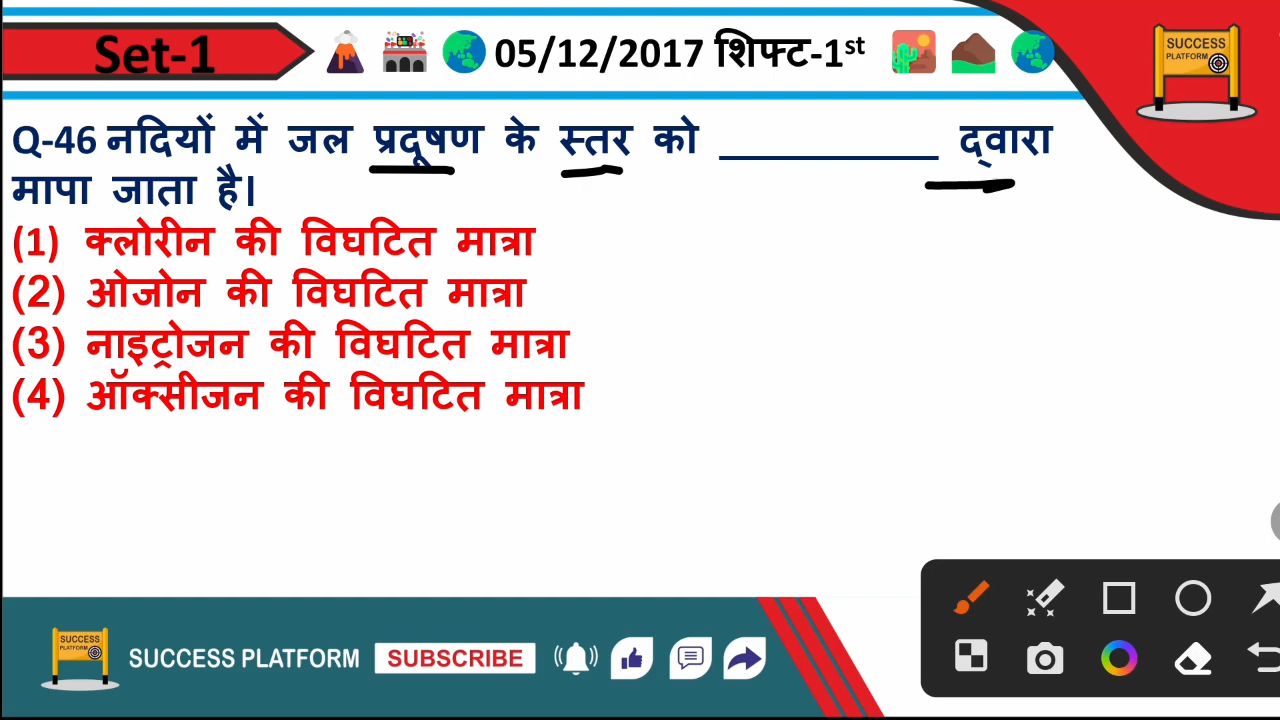 Set-1
05/12/2017 शिफ्ट-1st
SUCCESS
PLATFORM
Q-46 नदियों में जल प्रदूषण के स्तर को __________ द्वारा
मापा जाता है।
(1) क्लोरीन की विघटित मात्रा
(2) ओजोन की विघटित मात्रा
(3) नाइट्रोजन की विघटित मात्रा
(4) ऑक्सीजन की विघटित मात्रा
SUCCESS
PLATFORM
SUCCESS PLATFORM
SUBSCRIBE